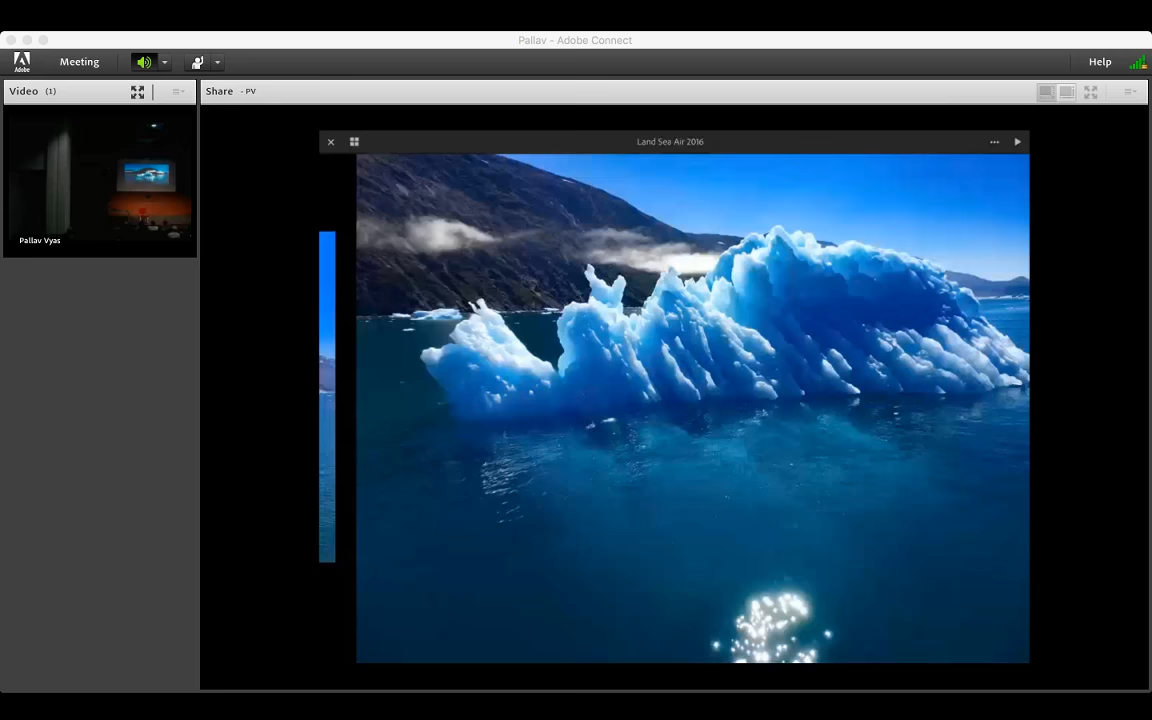 Pallav - Adobe Connect
Adobe
Meeting
Help
Video (1)
Share - PV
Land Sea Air 2016
Pallav Vyas